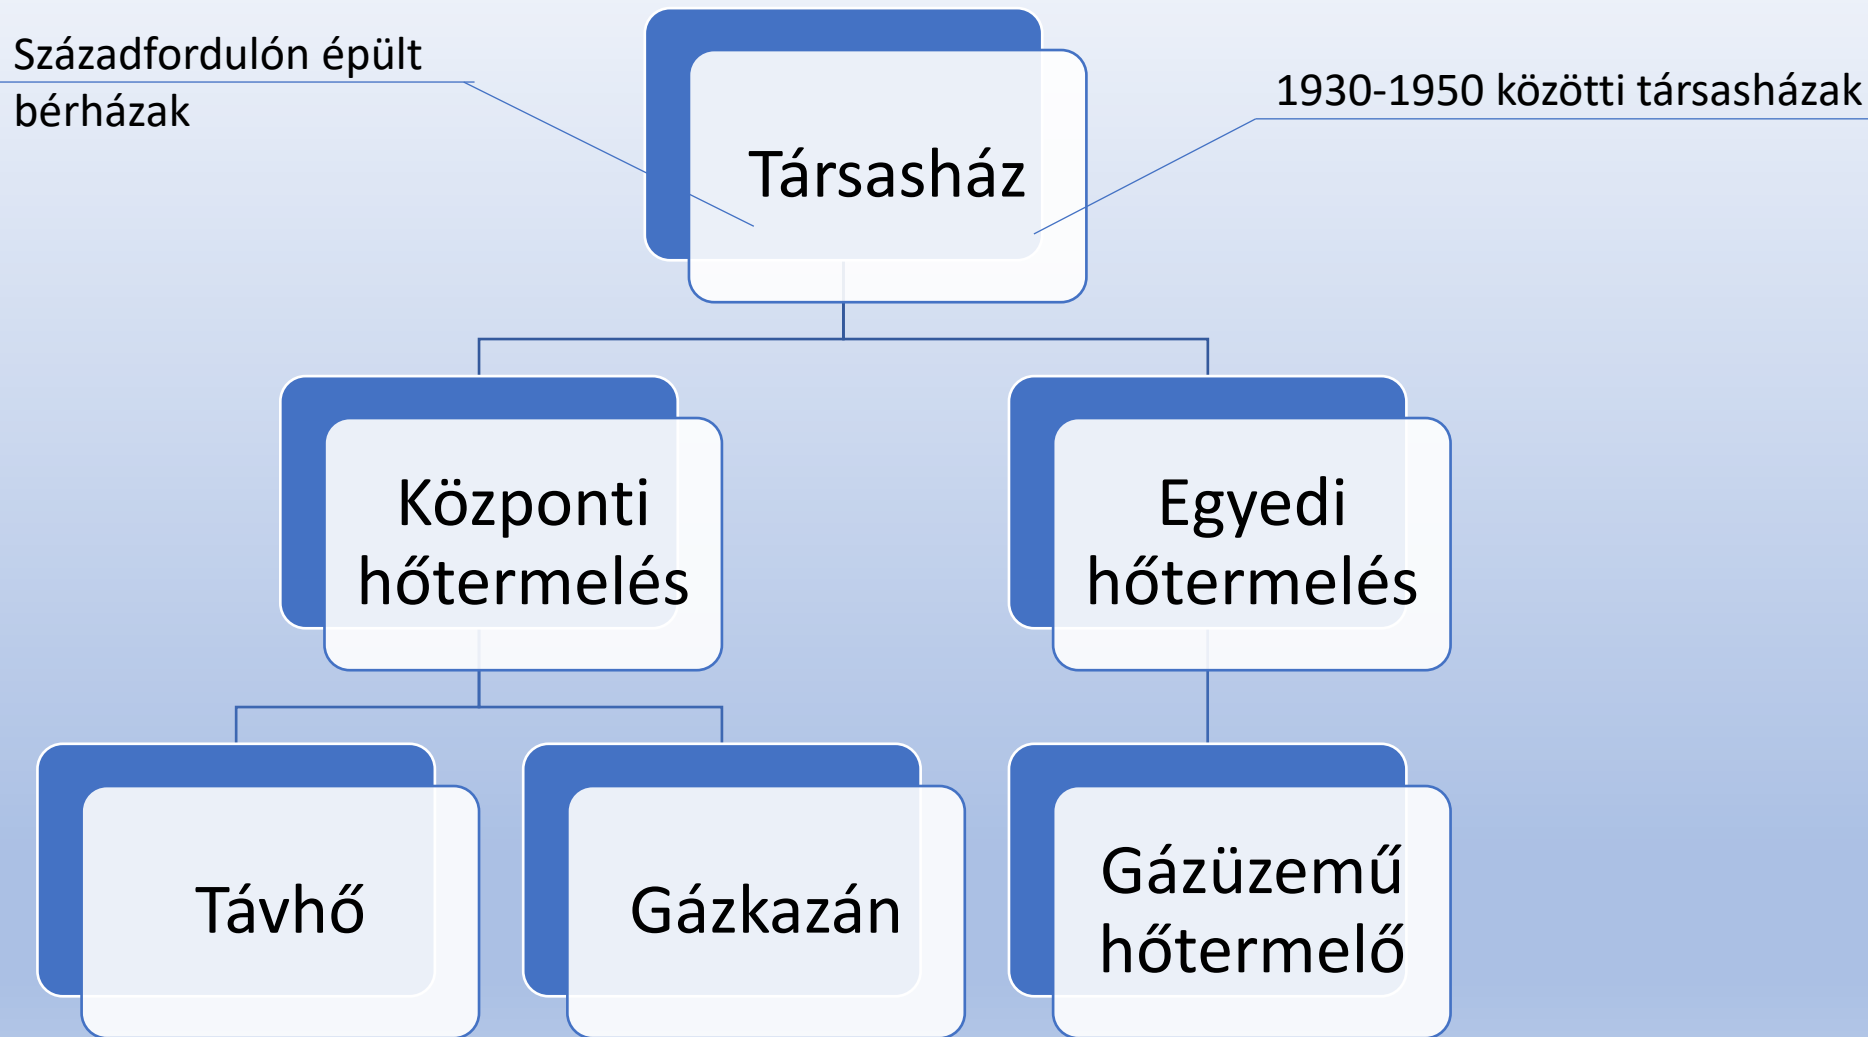 Századfordulón épült
bérházak
1930-1950 közötti társasházak
Társasház
Központi
hőtermelés
Egyedi
hőtermelés
Távhő
Gázkazán
Gázüzemű
hőtermelő